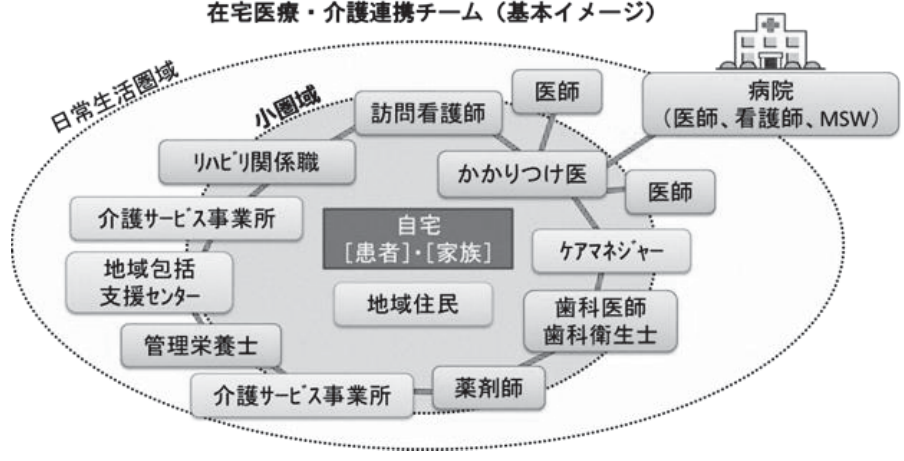 在宅医療・介護連携チーム（基本イメージ）
日常生活圏域
小圏域
訪問看護師
医師
病院
（医師、看護師、MSW）
リハビリ関係職
かかりつけ医
医師
介護サービス事業所
自宅
［患者］・［家族］
ケアマネジャー
地域包括
支援センター
地域住民
歯科医師
歯科衛生士
管理栄養士
介護サービス事業所
薬剤師